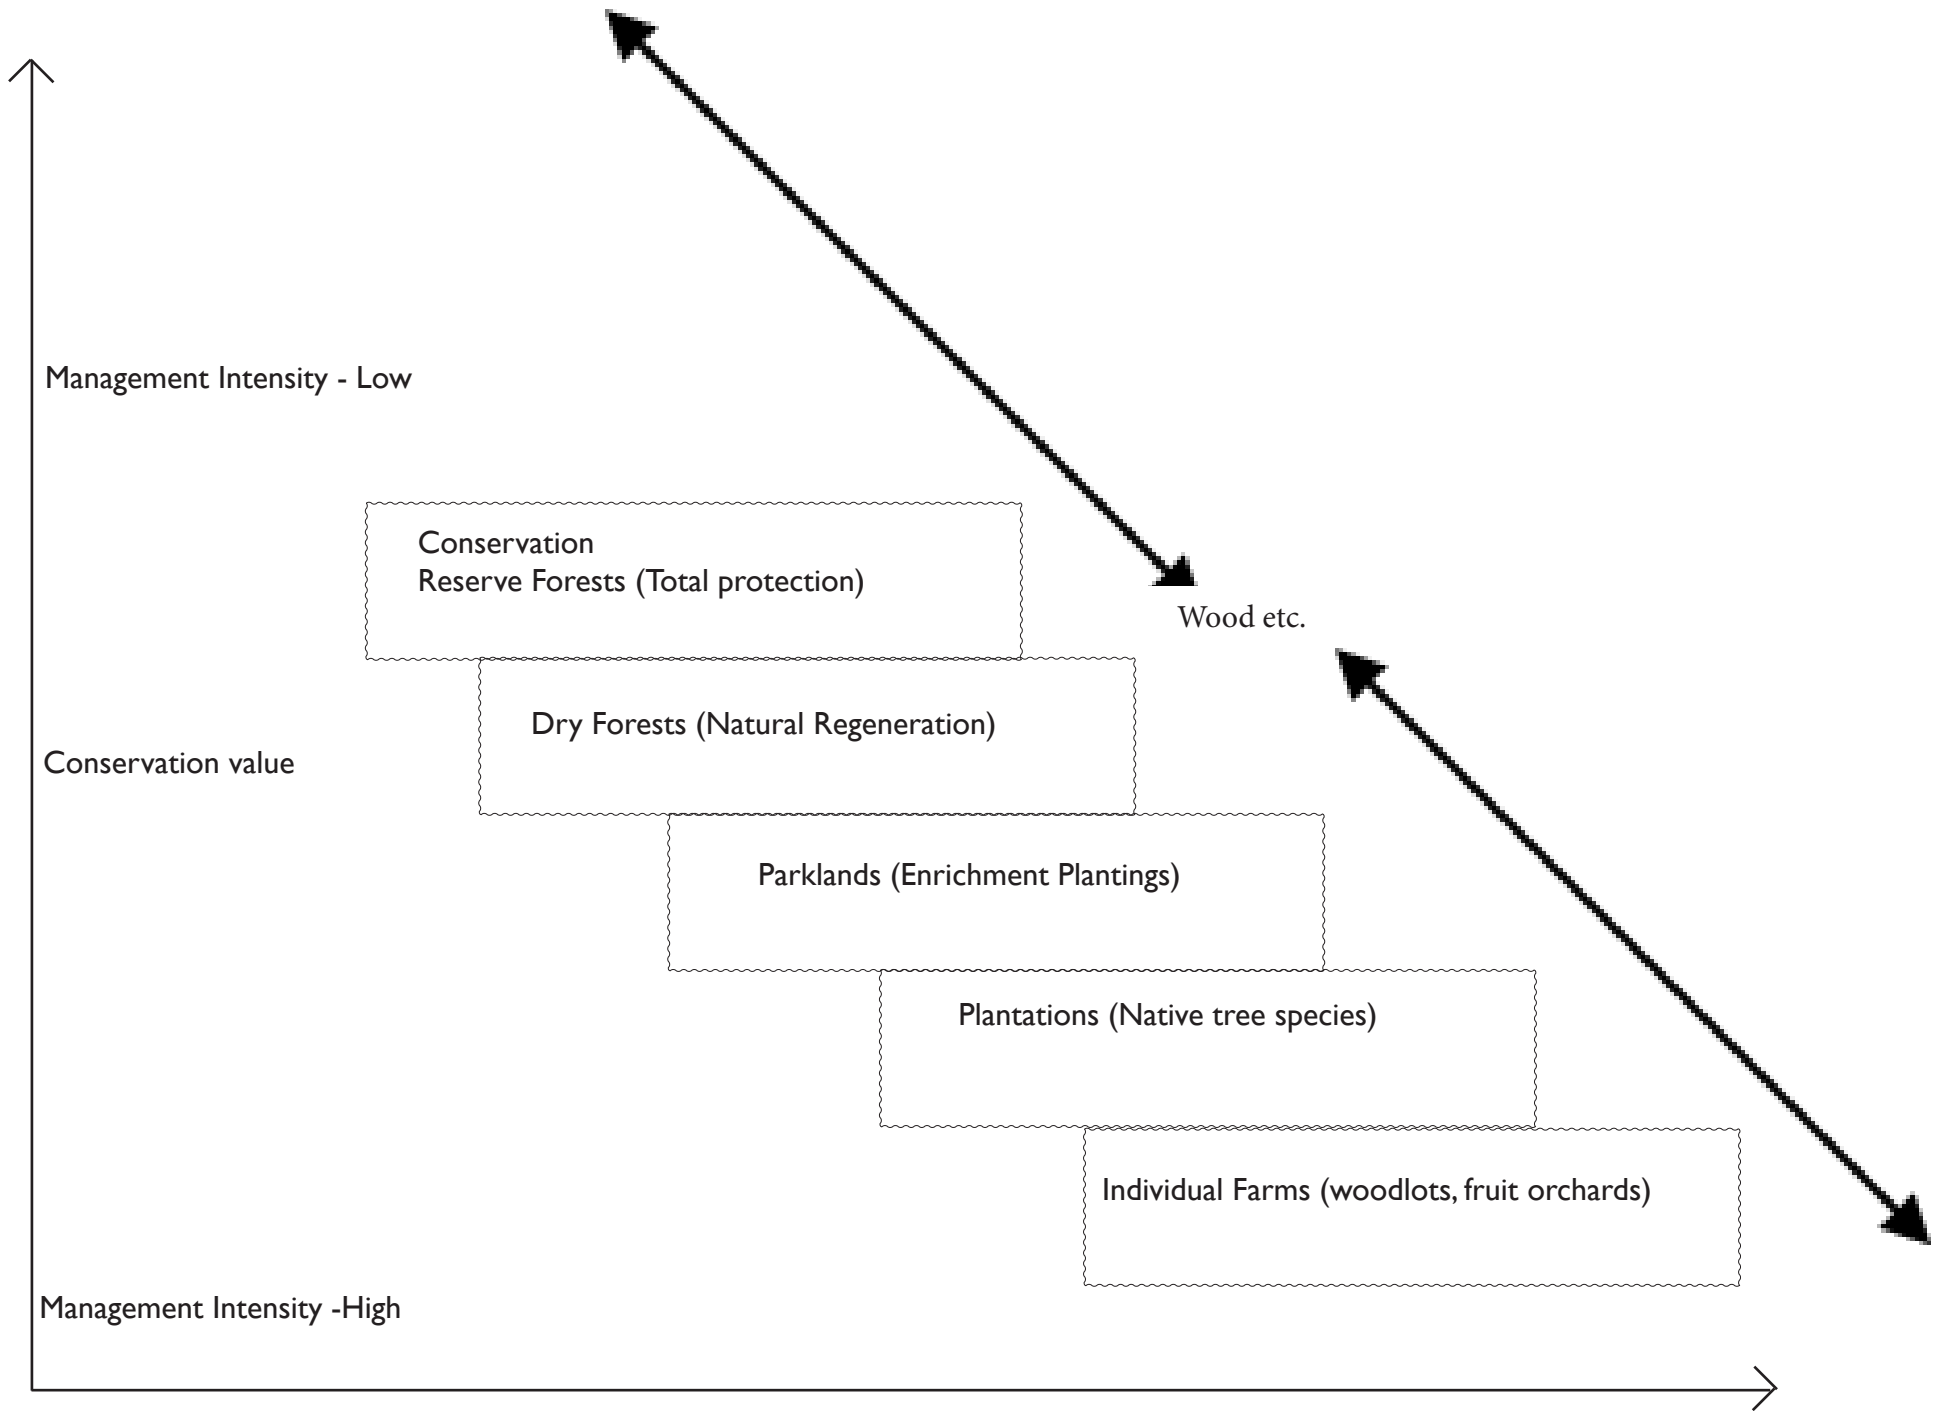 Management Intensity - Low
Conservation
Reserve Forests (Total protection)
Wood etc.
Dry Forests (Natural Regeneration)
Conservation value
Parklands (Enrichment Plantings)
Plantations (Native tree species)
Individual Farms (woodlots, fruit orchards)
Management Intensity -High